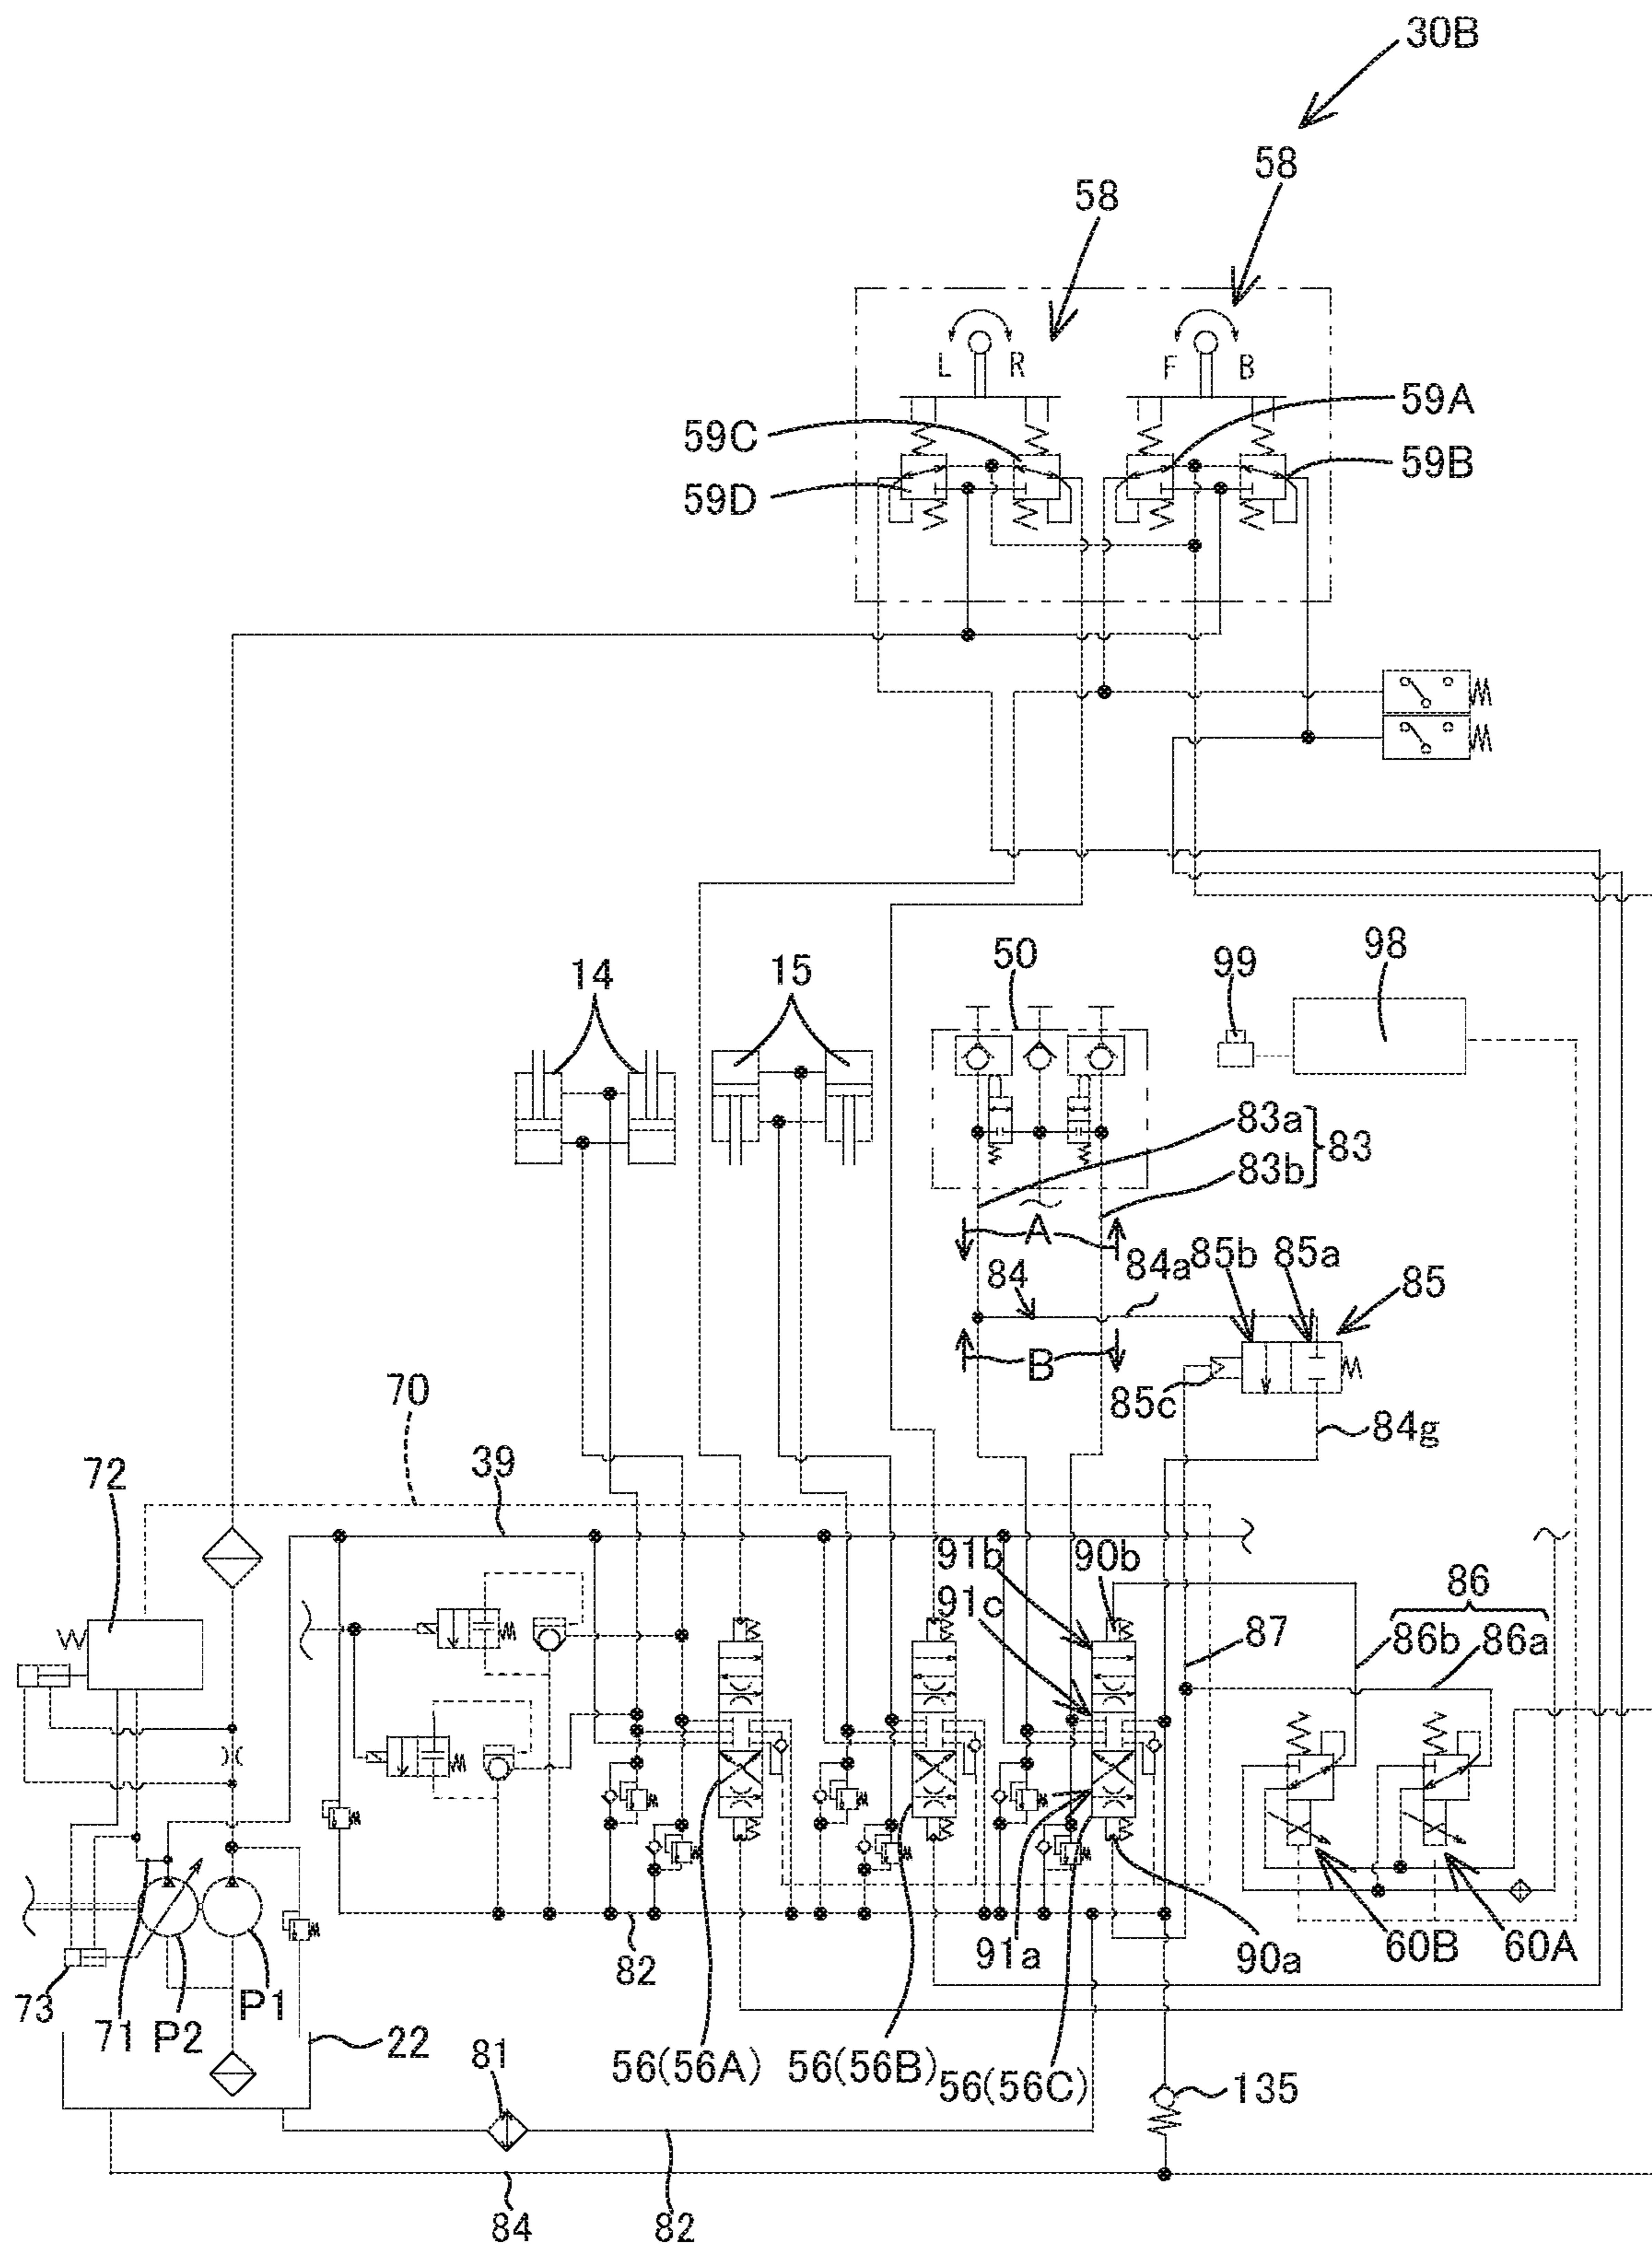 30B
58
58
L R F B
59A
59C
59B
59D
14
15
50
99
98
83a
83
83b
A
84
84a
85b
85a
85
B
85c
70
84g
39
72
91b
90b
91c
86
86b
86a
87
82
91a
90a
60B
60A
73
71
P2
P1
22
81
56(56A)
56(56B)
56(56C)
135
84
82